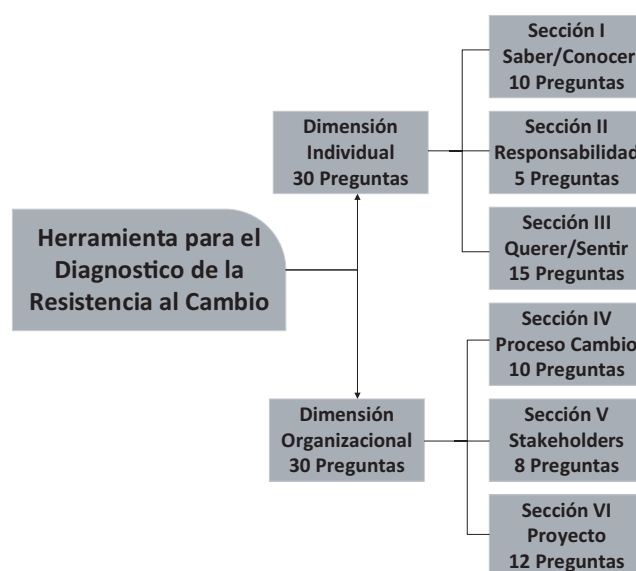 Herramienta para el
Diagnostico de la
Resistencia al Cambio
Dimensión
Individual
30 Preguntas
Sección I
Saber/Conocer
10 Preguntas
Sección II
Responsabilidad
5 Preguntas
Sección III
Querer/Sentir
15 Preguntas
Dimensión
Organizacional
30 Preguntas
Sección IV
Proceso Cambio
10 Preguntas
Sección V
Stakeholders
8 Preguntas
Sección VI
Proyecto
12 Preguntas